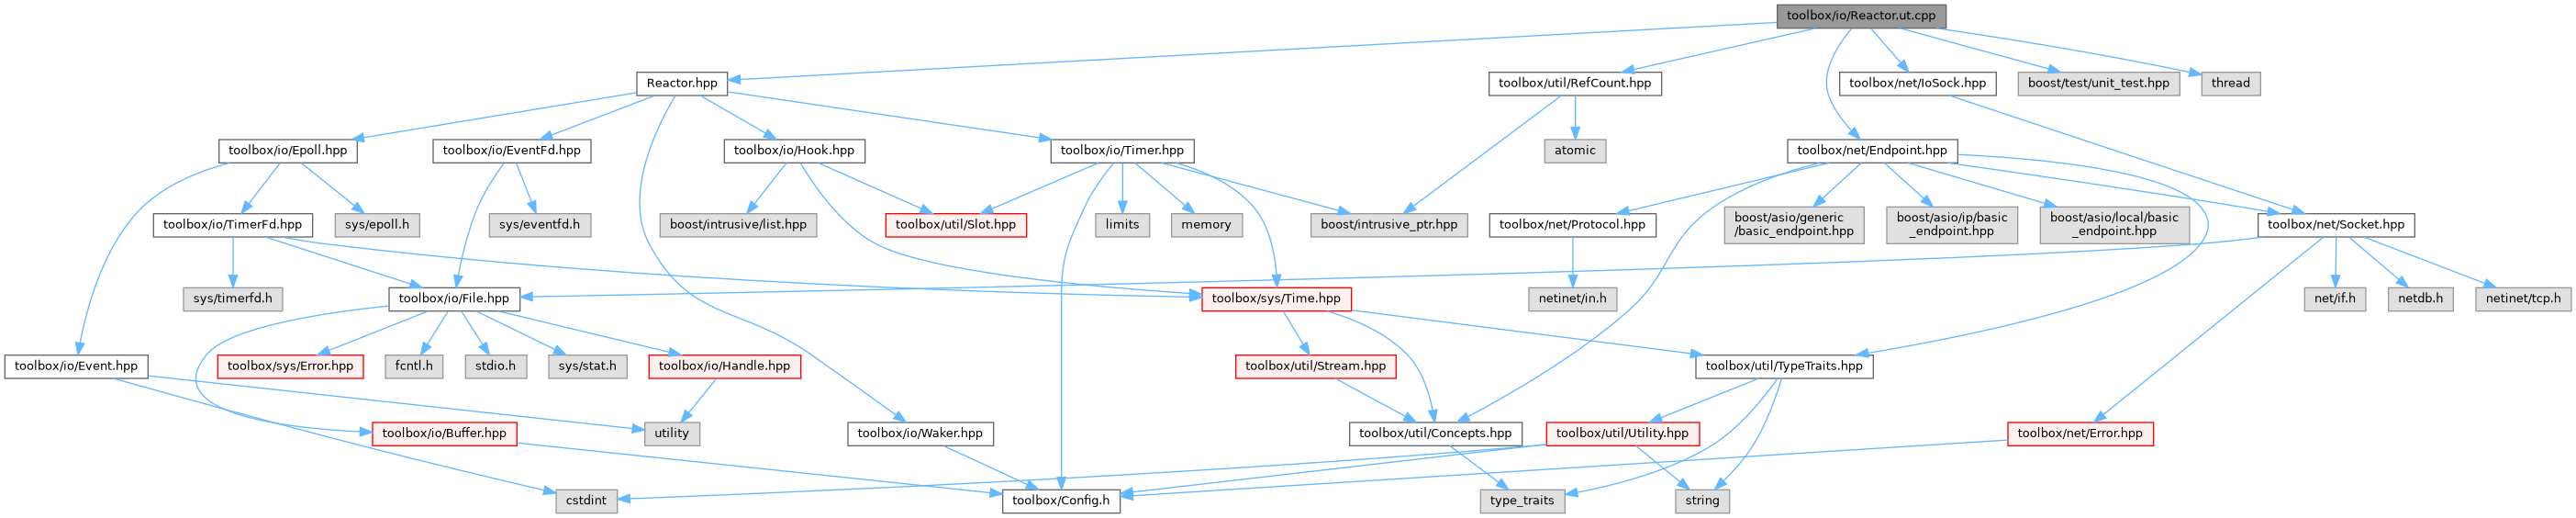 toolbox/io/Reactor.ut.cpp
Reactor.hpp
toolbox/util/RefCount.hpp
toolbox/net/IoSock.hpp
boost/test/unit_test.hpp
thread
toolbox/io/Epoll.hpp
toolbox/io/EventFd.hpp
toolbox/io/Hook.hpp
toolbox/io/Timer.hpp
atomic
toolbox/net/Endpoint.hpp
toolbox/io/TimerFd.hpp
sys/epoll.h
sys/eventfd.h
boost/intrusive/list.hpp
toolbox/util/Slot.hpp
limits
memory
boost/intrusive_ptr.hpp
toolbox/net/Protocol.hpp
boost/asio/generic
/basic_endpoint.hpp
boost/asio/ip/basic
_endpoint.hpp
boost/asio/local/basic
_endpoint.hpp
toolbox/net/Socket.hpp
sys/timerfd.h
toolbox/io/File.hpp
toolbox/sys/Time.hpp
netinet/in.h
net/if.h
netdb.h
netinet/tcp.h
toolbox/io/Event.hpp
toolbox/sys/Error.hpp
fcntl.h
stdio.h
sys/stat.h
toolbox/io/Handle.hpp
toolbox/util/Stream.hpp
toolbox/util/TypeTraits.hpp
toolbox/io/Buffer.hpp
utility
toolbox/io/Waker.hpp
toolbox/util/Concepts.hpp
toolbox/util/Utility.hpp
toolbox/net/Error.hpp
cstdint
toolbox/Config.h
type_traits
string